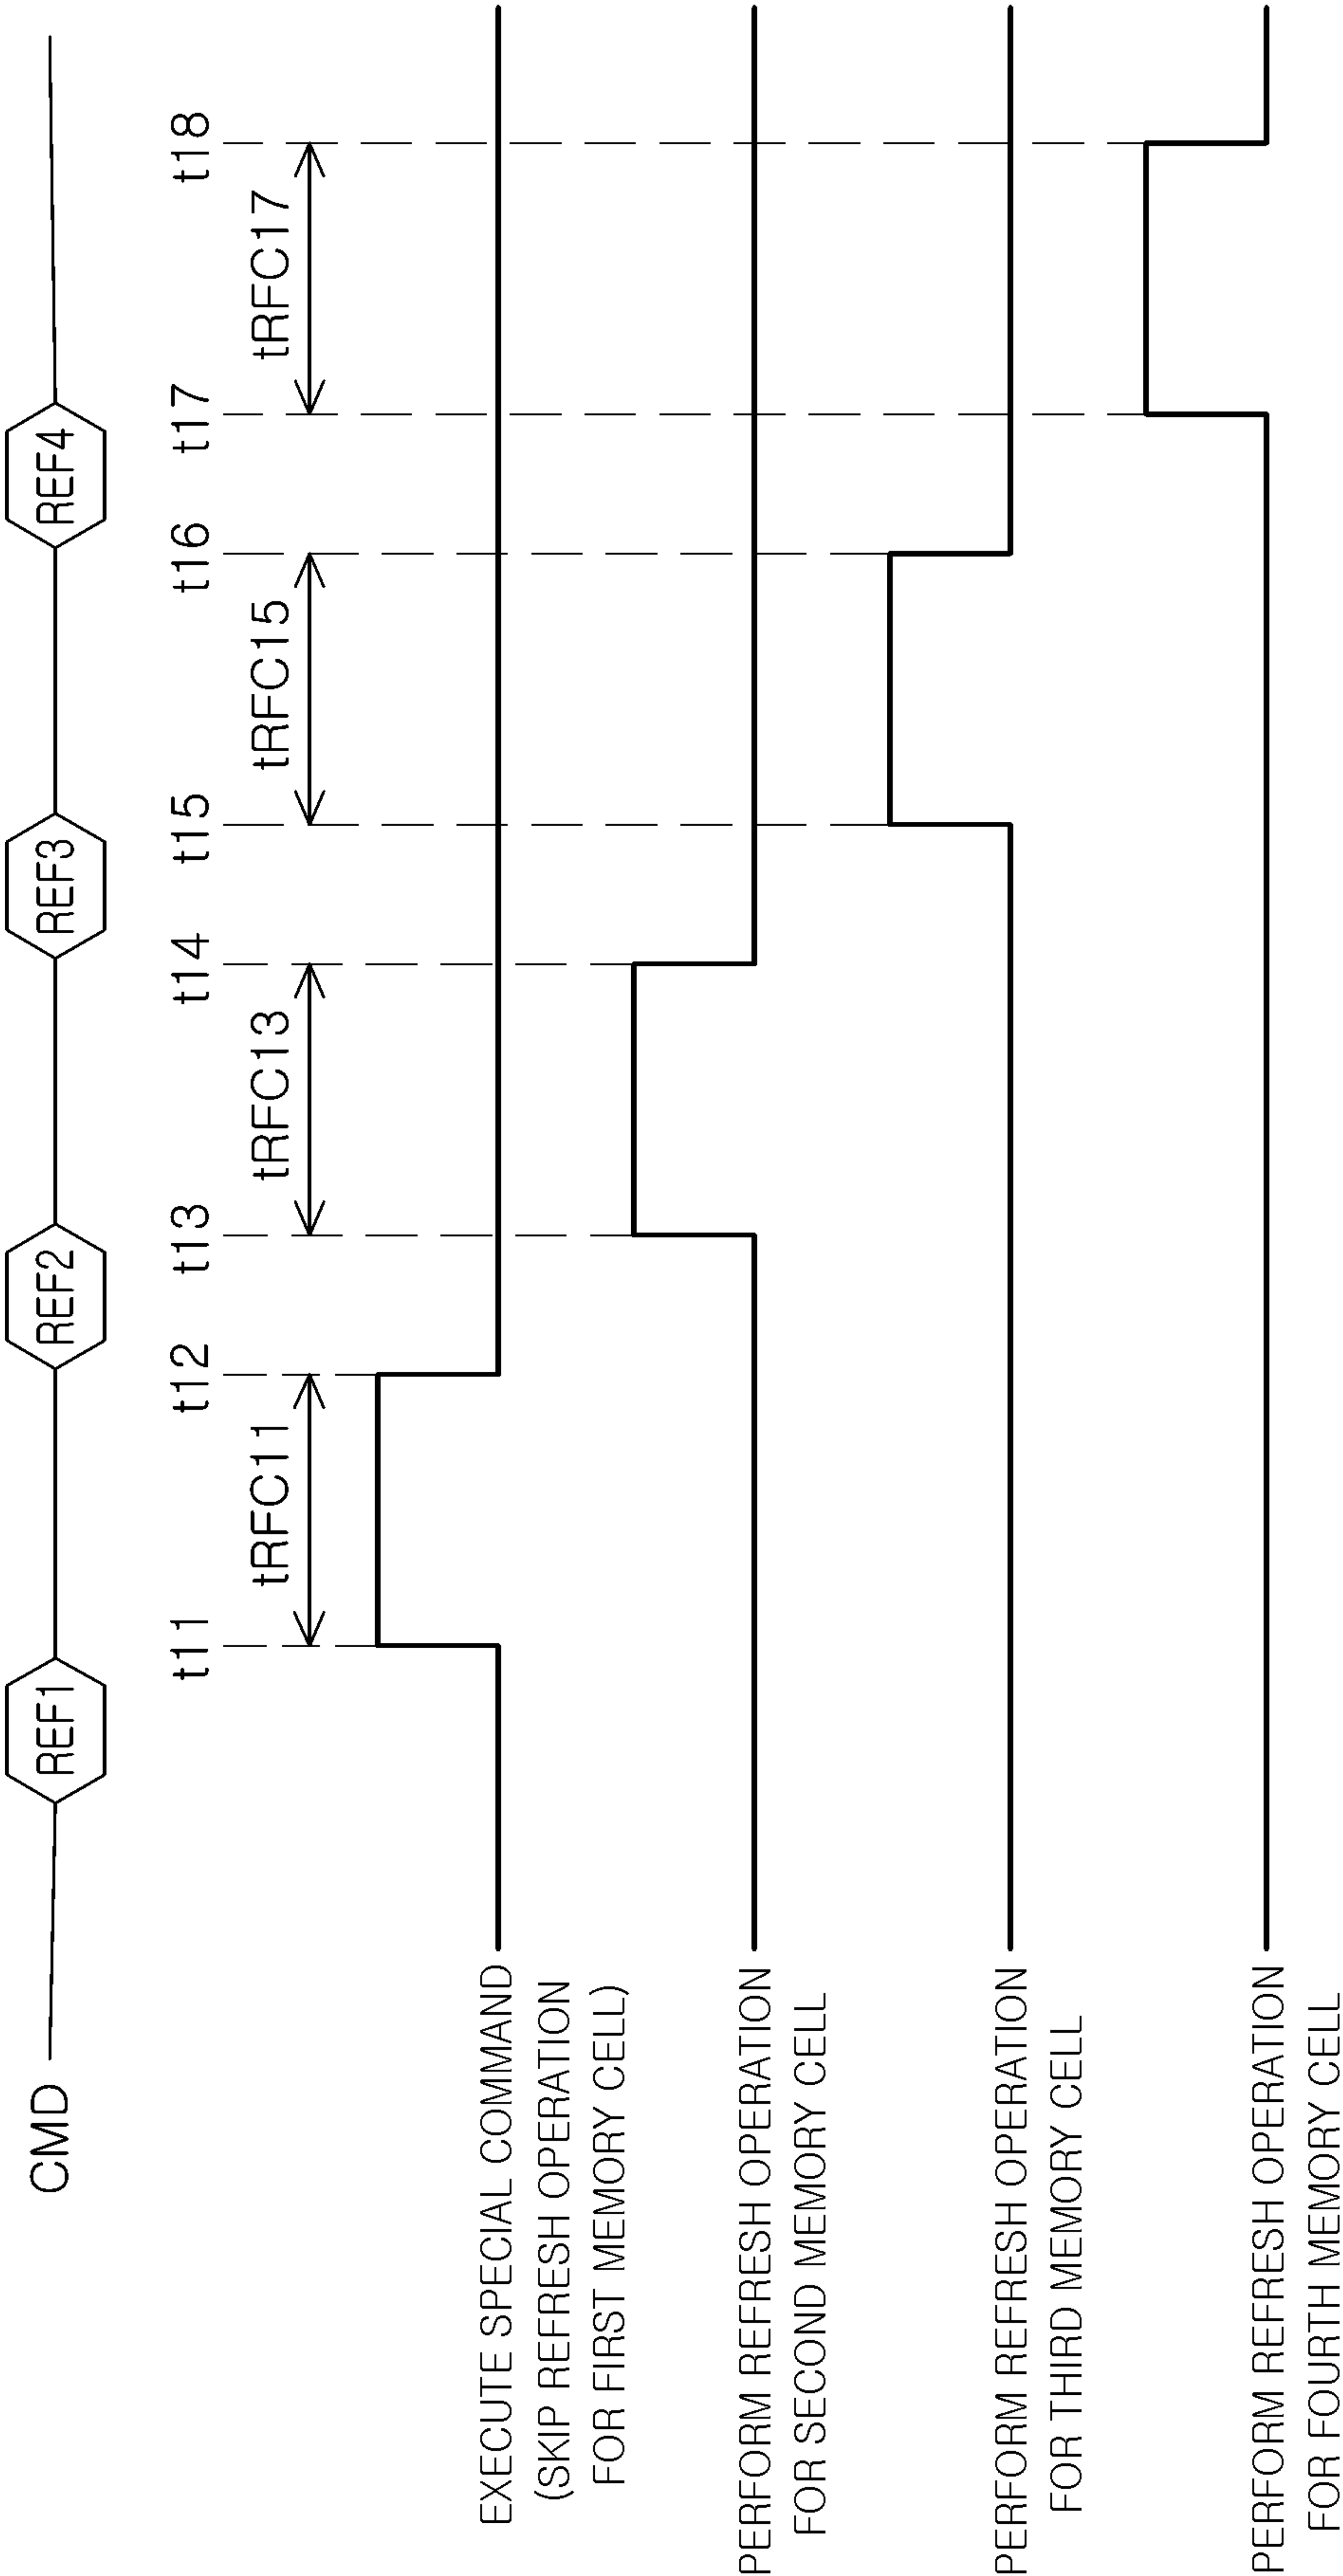 CMD
REF1
REF2
REF3
REF4
t11
t12
t13
t14
t15
t16
t17
t18
tRFC11
tRFC13
tRFC15
tRFC17
EXECUTE SPECIAL COMMAND
(SKIP REFRESH OPERATION
FOR FIRST MEMORY CELL)
PERFORM REFRESH OPERATION
FOR SECOND MEMORY CELL
PERFORM REFRESH OPERATION
FOR THIRD MEMORY CELL
PERFORM REFRESH OPERATION
FOR FOURTH MEMORY CELL